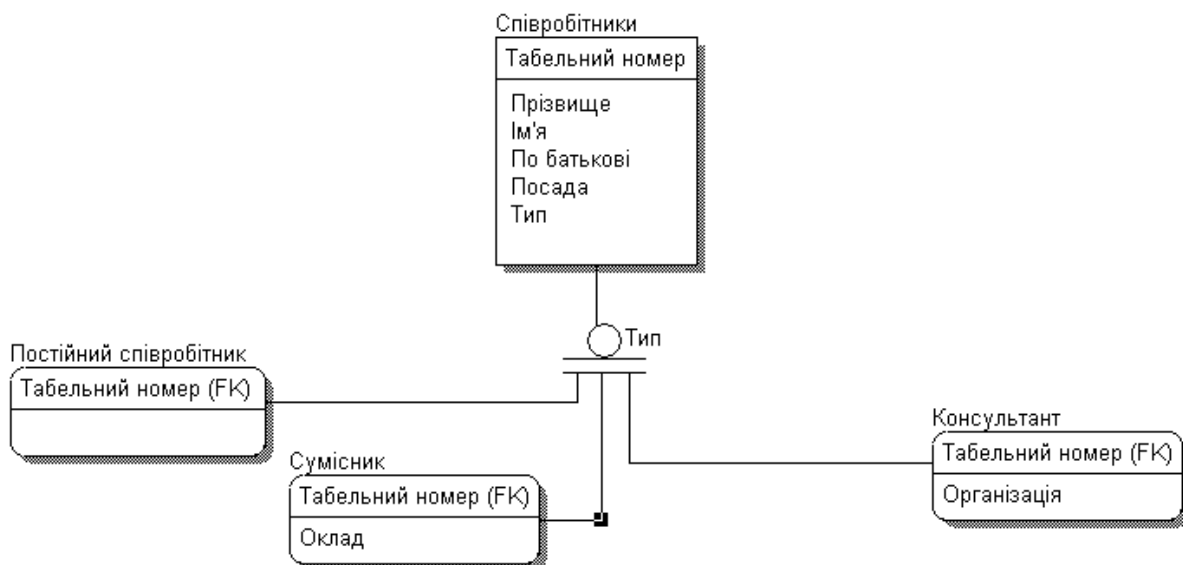 Співробітники
Табельний номер
Прізвище
Ім'я
По батькові
Посада
Тип
Тип
Постійний співробітник
Табельний номер (FK)
Сумісник
Табельний номер (FK)
Оклад
Консультант
Табельний номер (FK)
Організація